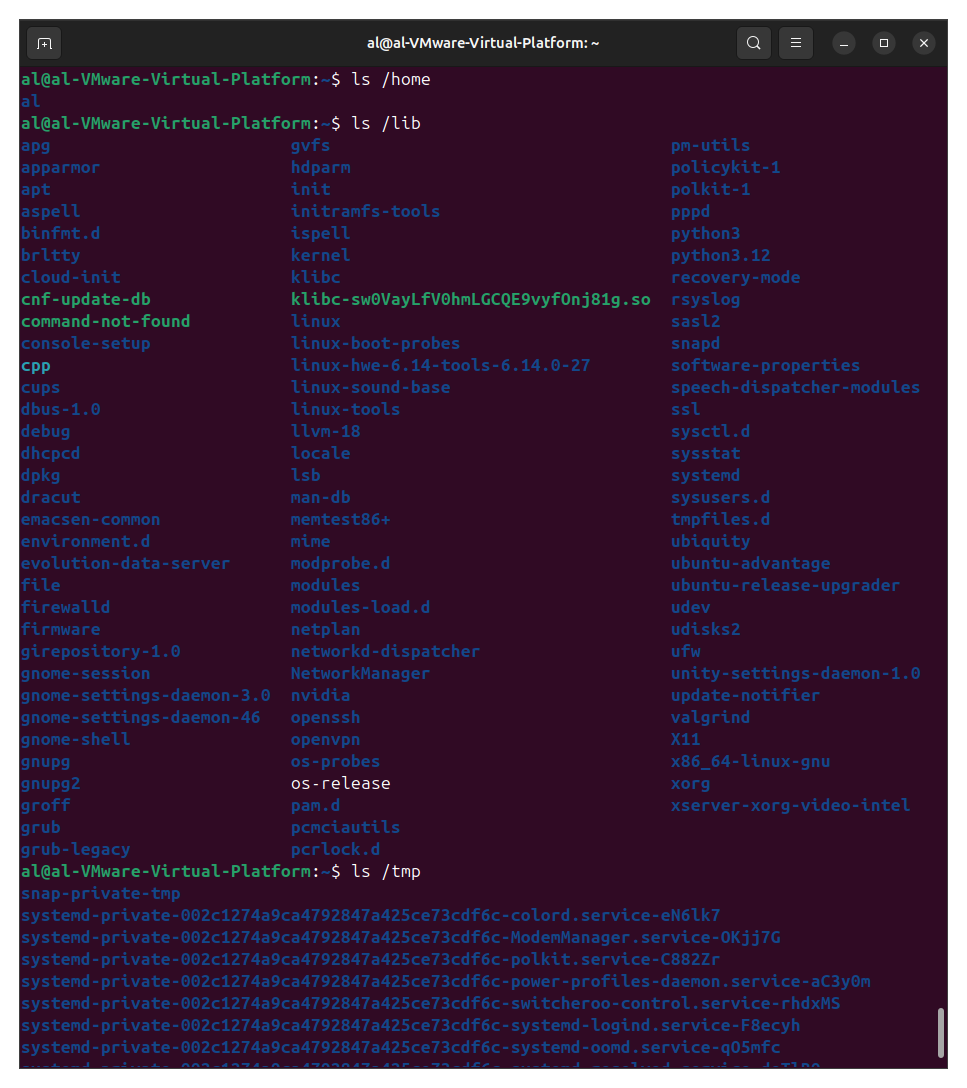 al@al-VMware-Virtual-Platform: ~
al@al-VMware-Virtual-Platform:~$ ls /home
al
al@al-VMware-Virtual-Platform:~$ ls /lib
apg gvfs pm-utils
apparmor hdparm policykit-1
apt init polkit-1
aspell initramfs-tools pppd
binfmt.d ispell python3
brltty kernel python3.12
cloud-init klibc recovery-mode
cnf-update-db klibc-sw0VayLfV0hmLGCQE9vyfOnj81g.so rsyslog
command-not-found linux sasl2
console-setup linux-boot-probes snapd
cpp linux-hwe-6.14-tools-6.14.0-27 software-properties
cups linux-sound-base speech-dispatcher-modules
dbus-1.0 linux-tools ssl
debug llvm-18 sysctl.d
dhcpcd locale sysstat
dpkg lsb systemd
dracut man-db sysusers.d
emacsen-common memtest86+ tmpfiles.d
environment.d mime ubiquity
evolution-data-server modprobe.d ubuntu-advantage
file modules ubuntu-release-upgrader
firewalld modules-load.d udev
firmware netplan udisks2
girepository-1.0 networkd-dispatcher ufw
gnome-session NetworkManager unity-settings-daemon-1.0
gnome-settings-daemon-3.0 nvidia update-notifier
gnome-settings-daemon-46 openssh valgrind
gnome-shell openvpn X11
gnupg os-probes x86_64-linux-gnu
gnupg2 os-release xorg
groff pam.d xserver-xorg-video-intel
grub pcmciautils
grub-legacy pcrlock.d
al@al-VMware-Virtual-Platform:~$ ls /tmp
snap-private-tmp
systemd-private-002c1274a9ca4792847a425ce73cdf6c-colord.service-eN6lk7
systemd-private-002c1274a9ca4792847a425ce73cdf6c-ModemManager.service-OKjj7G
systemd-private-002c1274a9ca4792847a425ce73cdf6c-polkit.service-C882Zr
systemd-private-002c1274a9ca4792847a425ce73cdf6c-power-profiles-daemon.service-aC3y0m
systemd-private-002c1274a9ca4792847a425ce73cdf6c-switcheroo-control.service-rhdxMS
systemd-private-002c1274a9ca4792847a425ce73cdf6c-systemd-logind.service-F8ecyh
systemd-private-002c1274a9ca4792847a425ce73cdf6c-systemd-oomd.service-qO5mfc